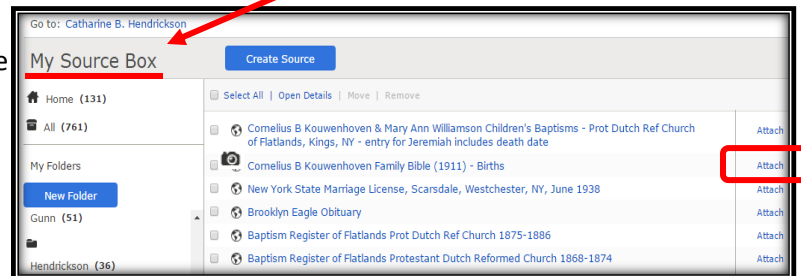 Go to: Catharine B. Hendrickson
e
My Source Box
Create Source
Home (131)
All (761)
My Folders
New Folder
Gunn (51)
Hendrickson (36)
Select All | Open Details | Move | Remove
Cornelius B Kouwenhoven & Mary Ann Williamson Children's Baptisms - Prot Dutch Ref Church
of Flatlands, Kings, NY - entry for Jeremiah includes death date
Attach
Cornelius B Kouwenhoven Family Bible (1911) - Births
Attach
New York State Marriage License, Scarsdale, Westchester, NY, June 1938
Attach
Brooklyn Eagle Obituary
Attach
Baptism Register of Flatlands Prot Dutch Ref Church 1875-1886
Attach
Baptism Register of Flatlands Protestant Dutch Reformed Church 1868-1874
Attach